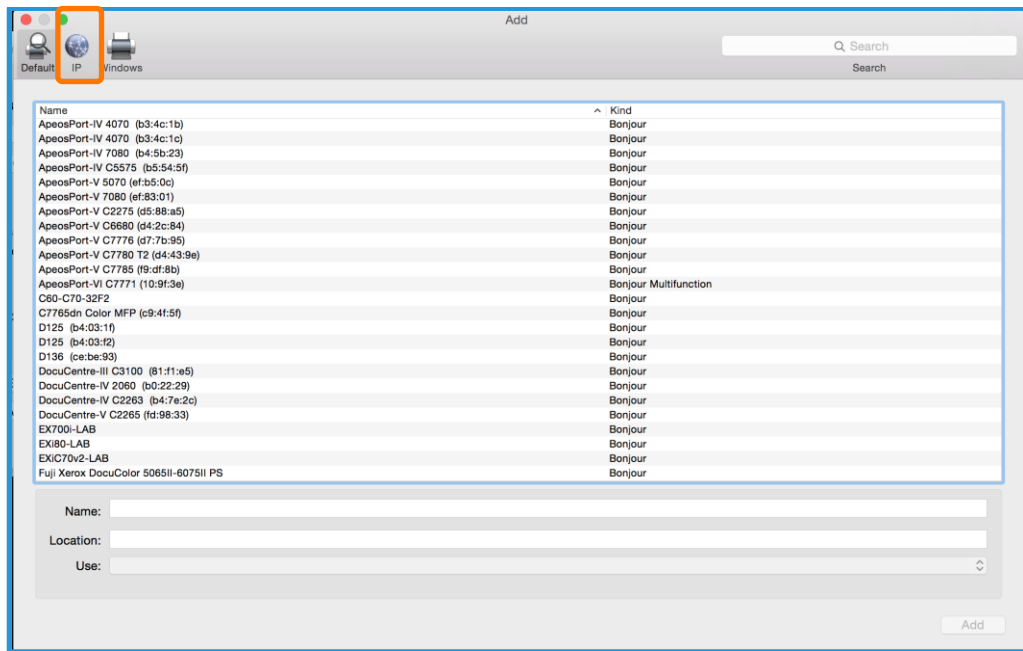 Add
Search
Default IP Windows
Search
Name Kind
ApeosPort-IV 4070 (b3:4c:1b) Bonjour
ApeosPort-IV 4070 (b3:4c:1c) Bonjour
ApeosPort-IV 7080 (b4:5b:23) Bonjour
ApeosPort-IV C5575 (b5:54:5f) Bonjour
ApeosPort-V 5070 (ef:b5:0c) Bonjour
ApeosPort-V 7080 (ef:83:01) Bonjour
ApeosPort-V C2275 (d5:88:a5) Bonjour
ApeosPort-V C6680 (d4:2c:84) Bonjour
ApeosPort-V C7776 (d7:7b:95) Bonjour
ApeosPort-V C7780 T2 (d4:43:9e) Bonjour
ApeosPort-V C7785 (f9:df:8b) Bonjour
ApeosPort-VI C7771 (10:9f:3e) Bonjour Multifunction
C60-C70-32F2 Bonjour
C7765dn Color MFP (c9:4f:5f) Bonjour
D125 (b4:03:1f) Bonjour
D125 (b4:03:f2) Bonjour
D136 (ce:be:93) Bonjour
DocuCentre-III C3100 (81:f1:e5) Bonjour
DocuCentre-IV 2060 (b0:22:29) Bonjour
DocuCentre-IV C2263 (b4:7e:2c) Bonjour
DocuCentre-V C2265 (fd:98:33) Bonjour
EX700i-LAB Bonjour
EXi80-LAB Bonjour
EXiC70v2-LAB Bonjour
Fuji Xerox DocuColor 5065II-6075II PS Bonjour
Name:
Location:
Use:
Add